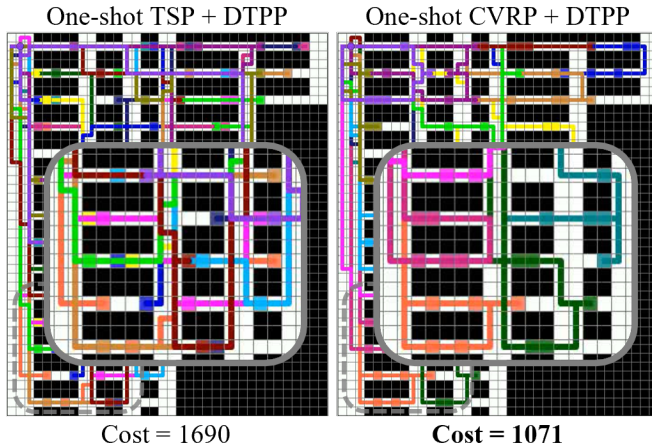 One-shot TSP + DTPP
One-shot CVRP + DTPP
Cost = 1690
Cost = 1071